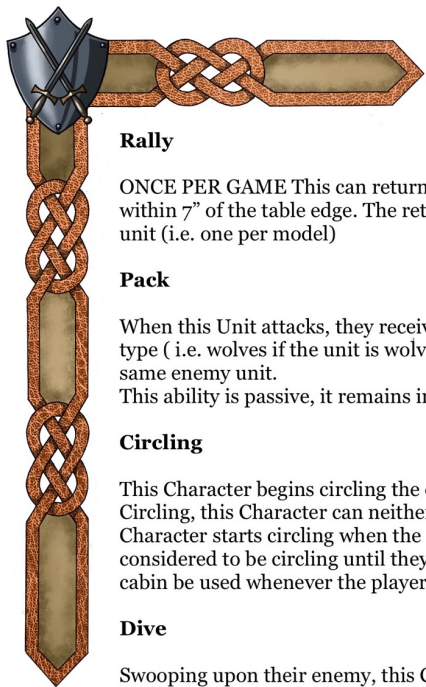 Rally
ONCE PER GAME This can return
within 7” of the table edge. The ret
unit (i.e. one per model)
Pack
When this Unit attacks, they receiv
type ( i.e. wolves if the unit is wolv
same enemy unit.
This ability is passive, it remains i
Circling
This Character begins circling the
Circling, this Character can neithe
Character starts circling when the
considered to be circling until they
cabin be used whenever the player
Dive
Swooping upon their enemy, this C